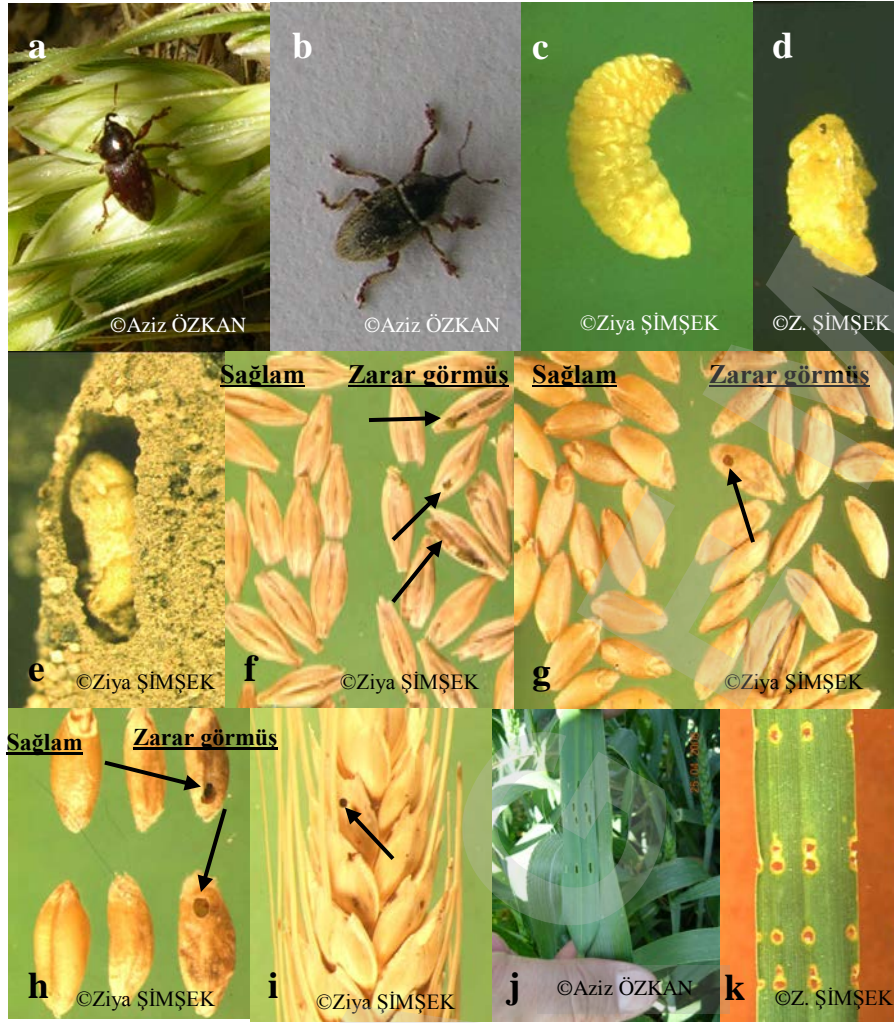 a
b
c
d
©Aziz ÖZKAN
©Aziz ÖZKAN
©Ziya ŞİMŞEK
©Z. ŞİMŞEK
Sağlam
Zarar görmüş
Sağlam
Zarar görmüş
e
©Ziya ŞİMŞEK
f
©Ziya ŞİMŞEK
g
©Ziya ŞİMŞEK
Sağlam
Zarar görmüş
h
©Ziya ŞİMŞEK
i
©Ziya ŞİMŞEK
j
©Aziz ÖZKAN
k
©Z. ŞİMŞEK